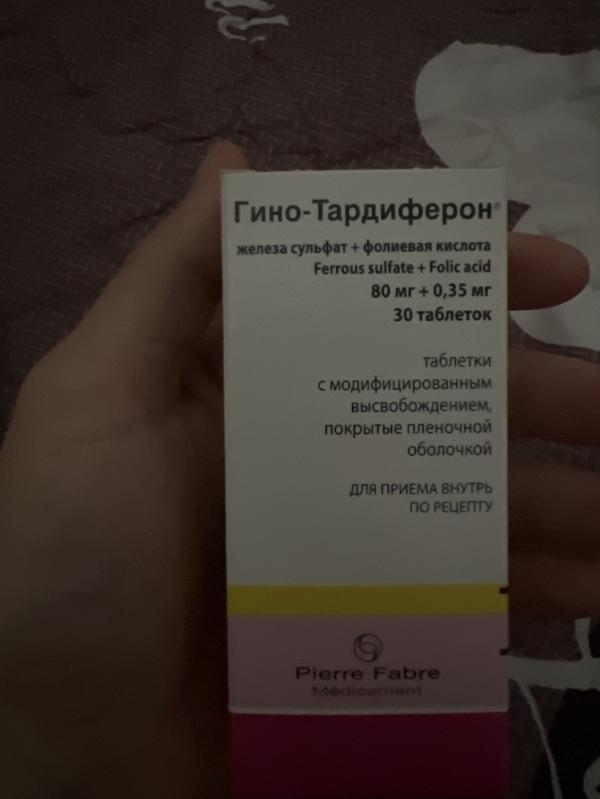 Гино-Тардиферон®
железа сульфат + фолиевая кислота
Ferrous sulfate + Folic acid
80 мг + 0,35 мг
30 таблеток
таблетки
с модифицированным
высвобождением,
покрытые пленочной
оболочкой
ДЛЯ ПРИЕМА ВНУТРЬ
ПО РЕЦЕПТУ
Pierre Fabre
Médicament